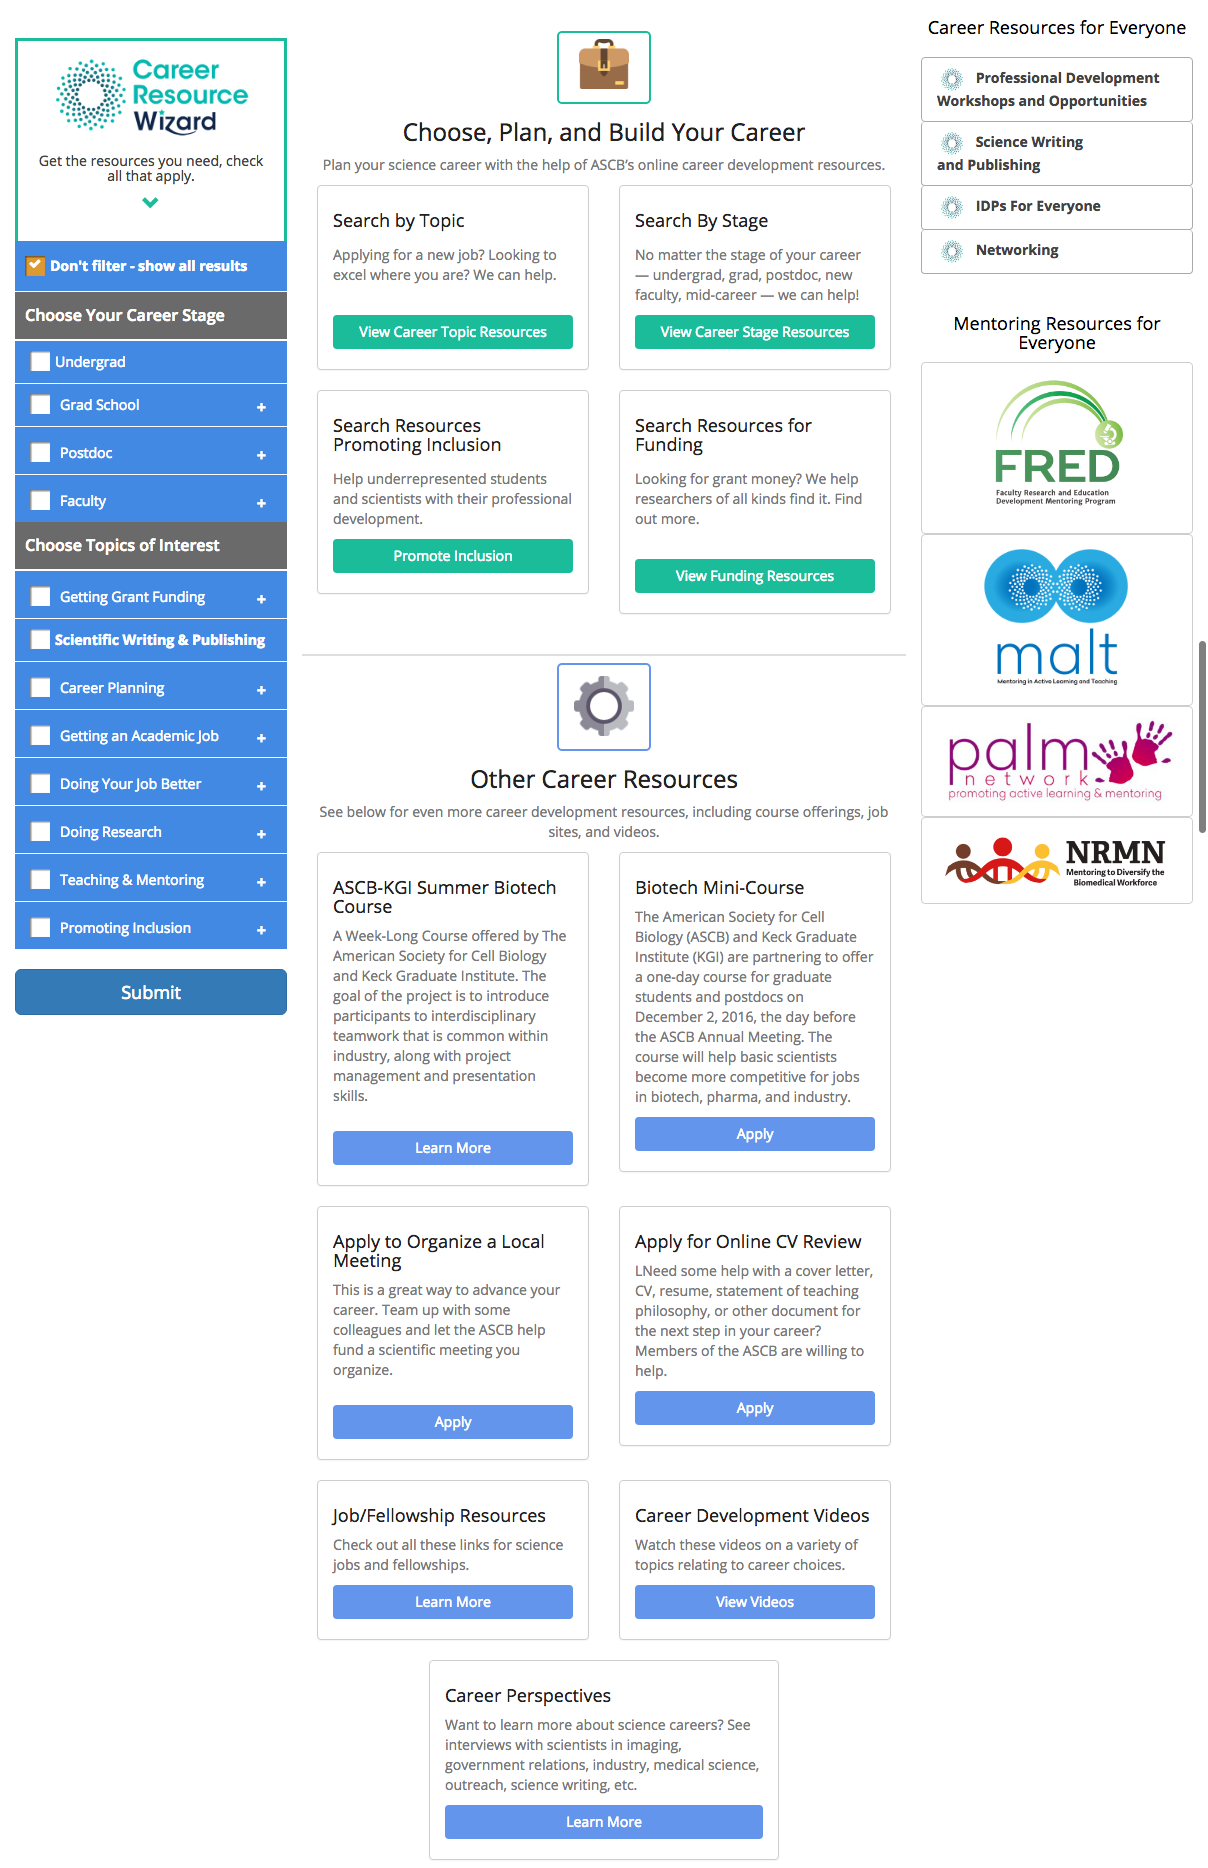 Career
Resource
Wizard
Get the resources you need, check
all that apply.
Don't filter - show all results
Choose Your Career Stage
Undergrad
Grad School +
Postdoc +
Faculty +
Choose Topics of Interest
Getting Grant Funding +
Scientific Writing & Publishing
Career Planning +
Getting an Academic Job +
Doing Your Job Better +
Doing Research +
Teaching & Mentoring +
Promoting Inclusion +
Submit
Choose, Plan, and Build Your Career
Plan your science career with the help of ASCB's online career development resources.
Search by Topic
Applying for a new job? Looking to
excel where you are? We can help.
View Career Topic Resources
Search By Stage
No matter the stage of your career
— undergrad, grad, postdoc, new
faculty, mid-career — we can help!
View Career Stage Resources
Search Resources
Promoting Inclusion
Help underrepresented students
and scientists with their professional
development.
Promote Inclusion
Search Resources for
Funding
Looking for grant money? We help
researchers of all kinds find it. Find
out more.
View Funding Resources
Other Career Resources
See below for even more career development resources, including course offerings, job
sites, and videos.
ASCB-KGI Summer Biotech
Course
A Week-Long Course offered by The
American Society for Cell Biology
and Keck Graduate Institute. The
goal of the project is to introduce
participants to interdisciplinary
teamwork that is common within
industry, along with project
management and presentation
skills.
Learn More
Biotech Mini-Course
The American Society for Cell
Biology (ASCB) and Keck Graduate
Institute (KGI) are partnering to offer
a one-day course for graduate
students and postdocs on
December 2, 2016, the day before
the ASCB Annual Meeting. The
course will help basic scientists
become more competitive for jobs
in biotech, pharma, and industry.
Apply
Apply to Organize a Local
Meeting
This is a great way to advance your
career. Team up with some
colleagues and let the ASCB help
fund a scientific meeting you
organize.
Apply
Apply for Online CV Review
LNeed some help with a cover letter,
CV, resume, statement of teaching
philosophy, or other document for
the next step in your career?
Members of the ASCB are willing to
help.
Apply
Job/Fellowship Resources
Check out all these links for science
jobs and fellowships.
Learn More
Career Development Videos
Watch these videos on a variety of
topics relating to career choices.
View Videos
Career Perspectives
Want to learn more about science careers? See
interviews with scientists in imaging,
government relations, industry, medical science,
outreach, science writing, etc.
Learn More
Career Resources for Everyone
Professional Development
Workshops and Opportunities
Science Writing
and Publishing
IDPs For Everyone
Networking
Mentoring Resources for
Everyone
FRED
Faculty Research and Education
Development Mentoring Program
malt
Mentoring in Active Learning and Teaching
palm
network
promoting active learning & mentoring
NRMN
Mentoring to Diversify the
Biomedical Workforce